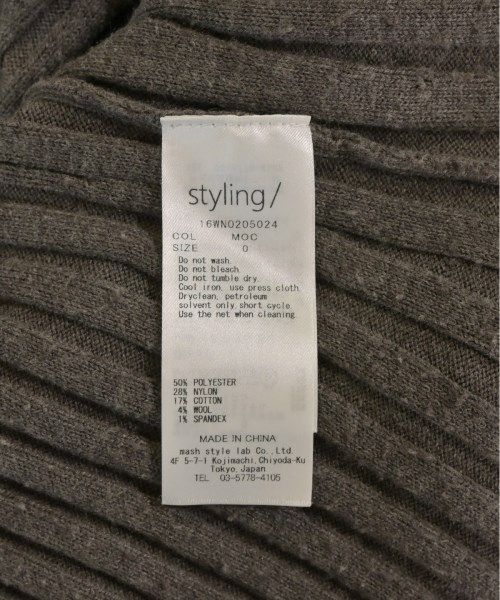 styling/
16WN0205024
COL MOC
SIZE 0
Do not wash.
Do not bleach.
Do not tumble dry.
Cool iron, use press cloth.
Dryclean, petroleum
solvent only, short cycle.
Use the net when cleaning.
50% POLYESTER
28% NYLON
17% COTTON
4% WOOL
1% SPANDEX
MADE IN CHINA
mash style lab Co., Ltd.
4F 5-7-1 Kojimachi, Chiyoda-Ku
Tokyo, Japan
TEL 03-5778-4105